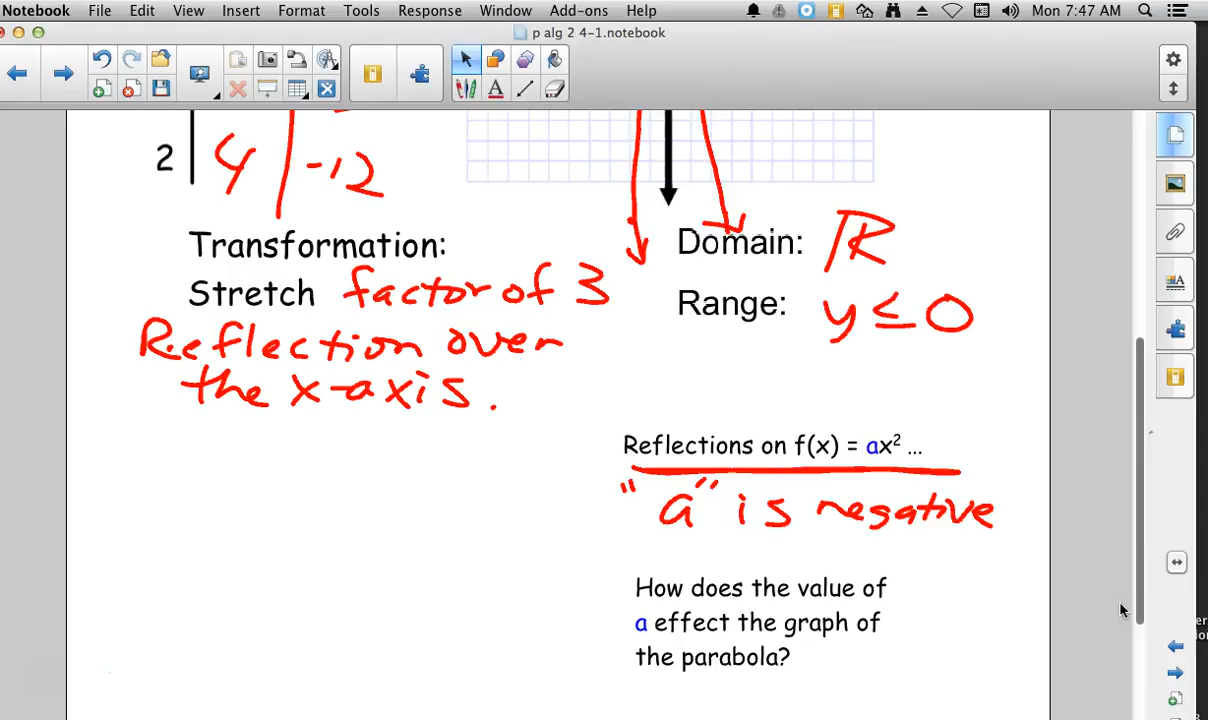 Notebook File Edit View Insert Format Tools Response Window Add-ons Help Mon 7:47 AM
p alg 2 4-1.notebook
2 4 -12
Transformation:
Stretch factor of 3
Reflection over
the x-axis.
Domain: ℝ
Range: y ≤ 0
Reflections on f(x) = ax² ...
"a" is negative
How does the value of
a effect the graph of
the parabola?